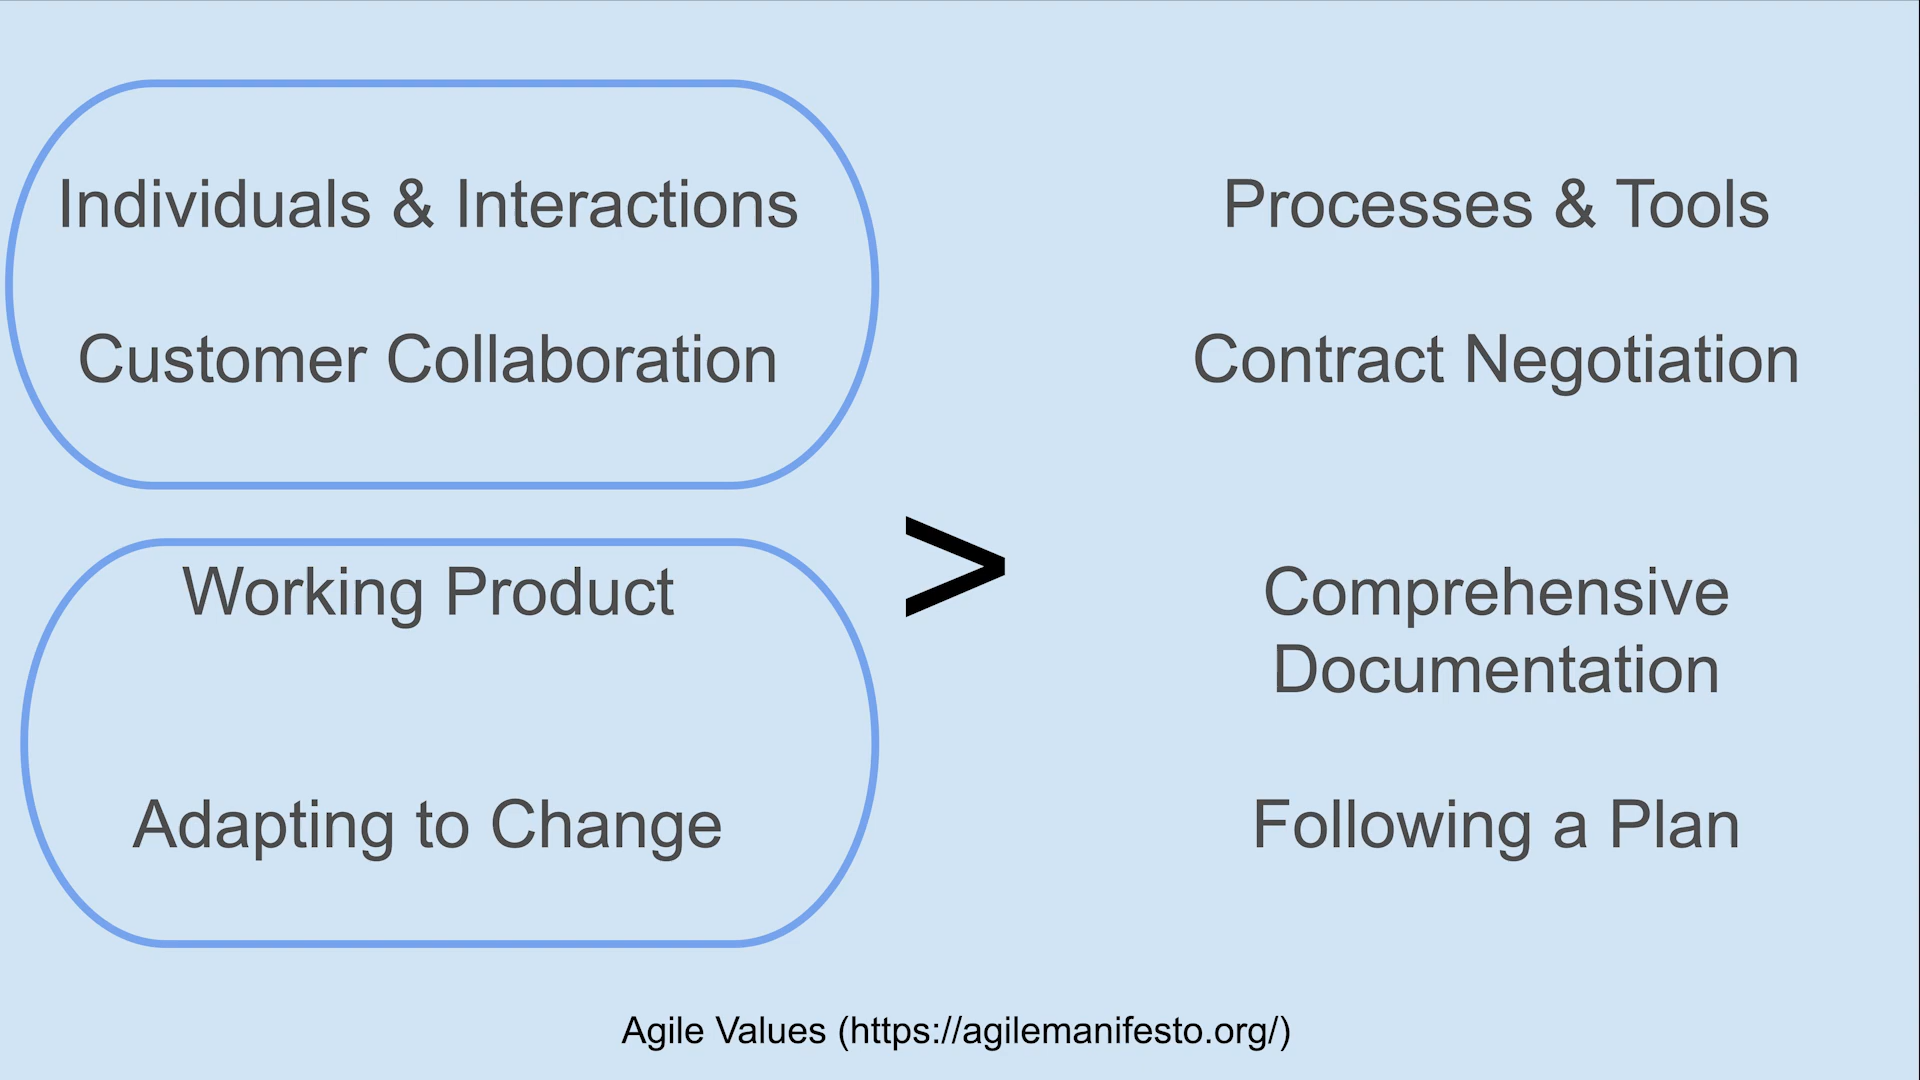 Individuals & Interactions
Customer Collaboration
Working Product
Adapting to Change
>
Processes & Tools
Contract Negotiation
Comprehensive
Documentation
Following a Plan
Agile Values (https://agilemanifesto.org/)